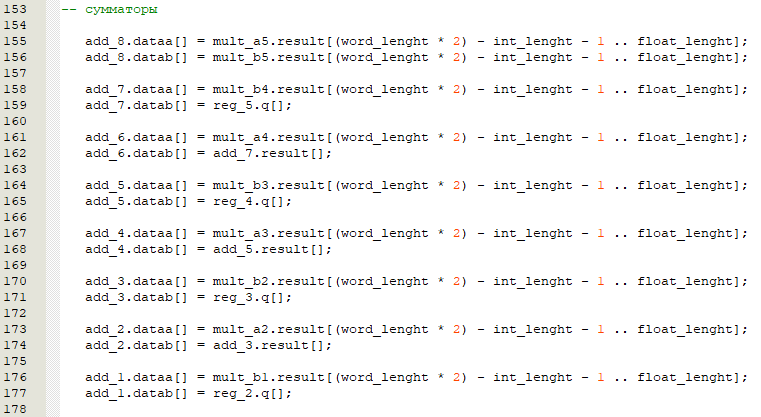 153 -- сумматоры
154
155 add_8.dataa[] = mult_a5.result[(word_lenght * 2) - int_lenght - 1 .. float_lenght];
156 add_8.datab[] = mult_b5.result[(word_lenght * 2) - int_lenght - 1 .. float_lenght];
157
158 add_7.dataa[] = mult_b4.result[(word_lenght * 2) - int_lenght - 1 .. float_lenght];
159 add_7.datab[] = reg_5.q[];
160
161 add_6.dataa[] = mult_a4.result[(word_lenght * 2) - int_lenght - 1 .. float_lenght];
162 add_6.datab[] = add_7.result[];
163
164 add_5.dataa[] = mult_b3.result[(word_lenght * 2) - int_lenght - 1 .. float_lenght];
165 add_5.datab[] = reg_4.q[];
166
167 add_4.dataa[] = mult_a3.result[(word_lenght * 2) - int_lenght - 1 .. float_lenght];
168 add_4.datab[] = add_5.result[];
169
170 add_3.dataa[] = mult_b2.result[(word_lenght * 2) - int_lenght - 1 .. float_lenght];
171 add_3.datab[] = reg_3.q[];
172
173 add_2.dataa[] = mult_a2.result[(word_lenght * 2) - int_lenght - 1 .. float_lenght];
174 add_2.datab[] = add_3.result[];
175
176 add_1.dataa[] = mult_b1.result[(word_lenght * 2) - int_lenght - 1 .. float_lenght];
177 add_1.datab[] = reg_2.q[];
178